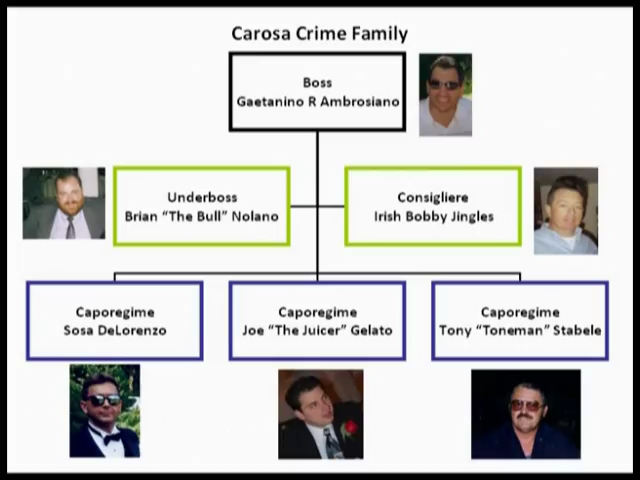 Carosa Crime Family
Boss
Gaetanino R Ambrosiano
Underboss
Brian “The Bull” Nolano
Consigliere
Irish Bobby Jingles
Caporegime
Sosa DeLorenzo
Caporegime
Joe “The Juicer” Gelato
Caporegime
Tony “Toneman” Stabele